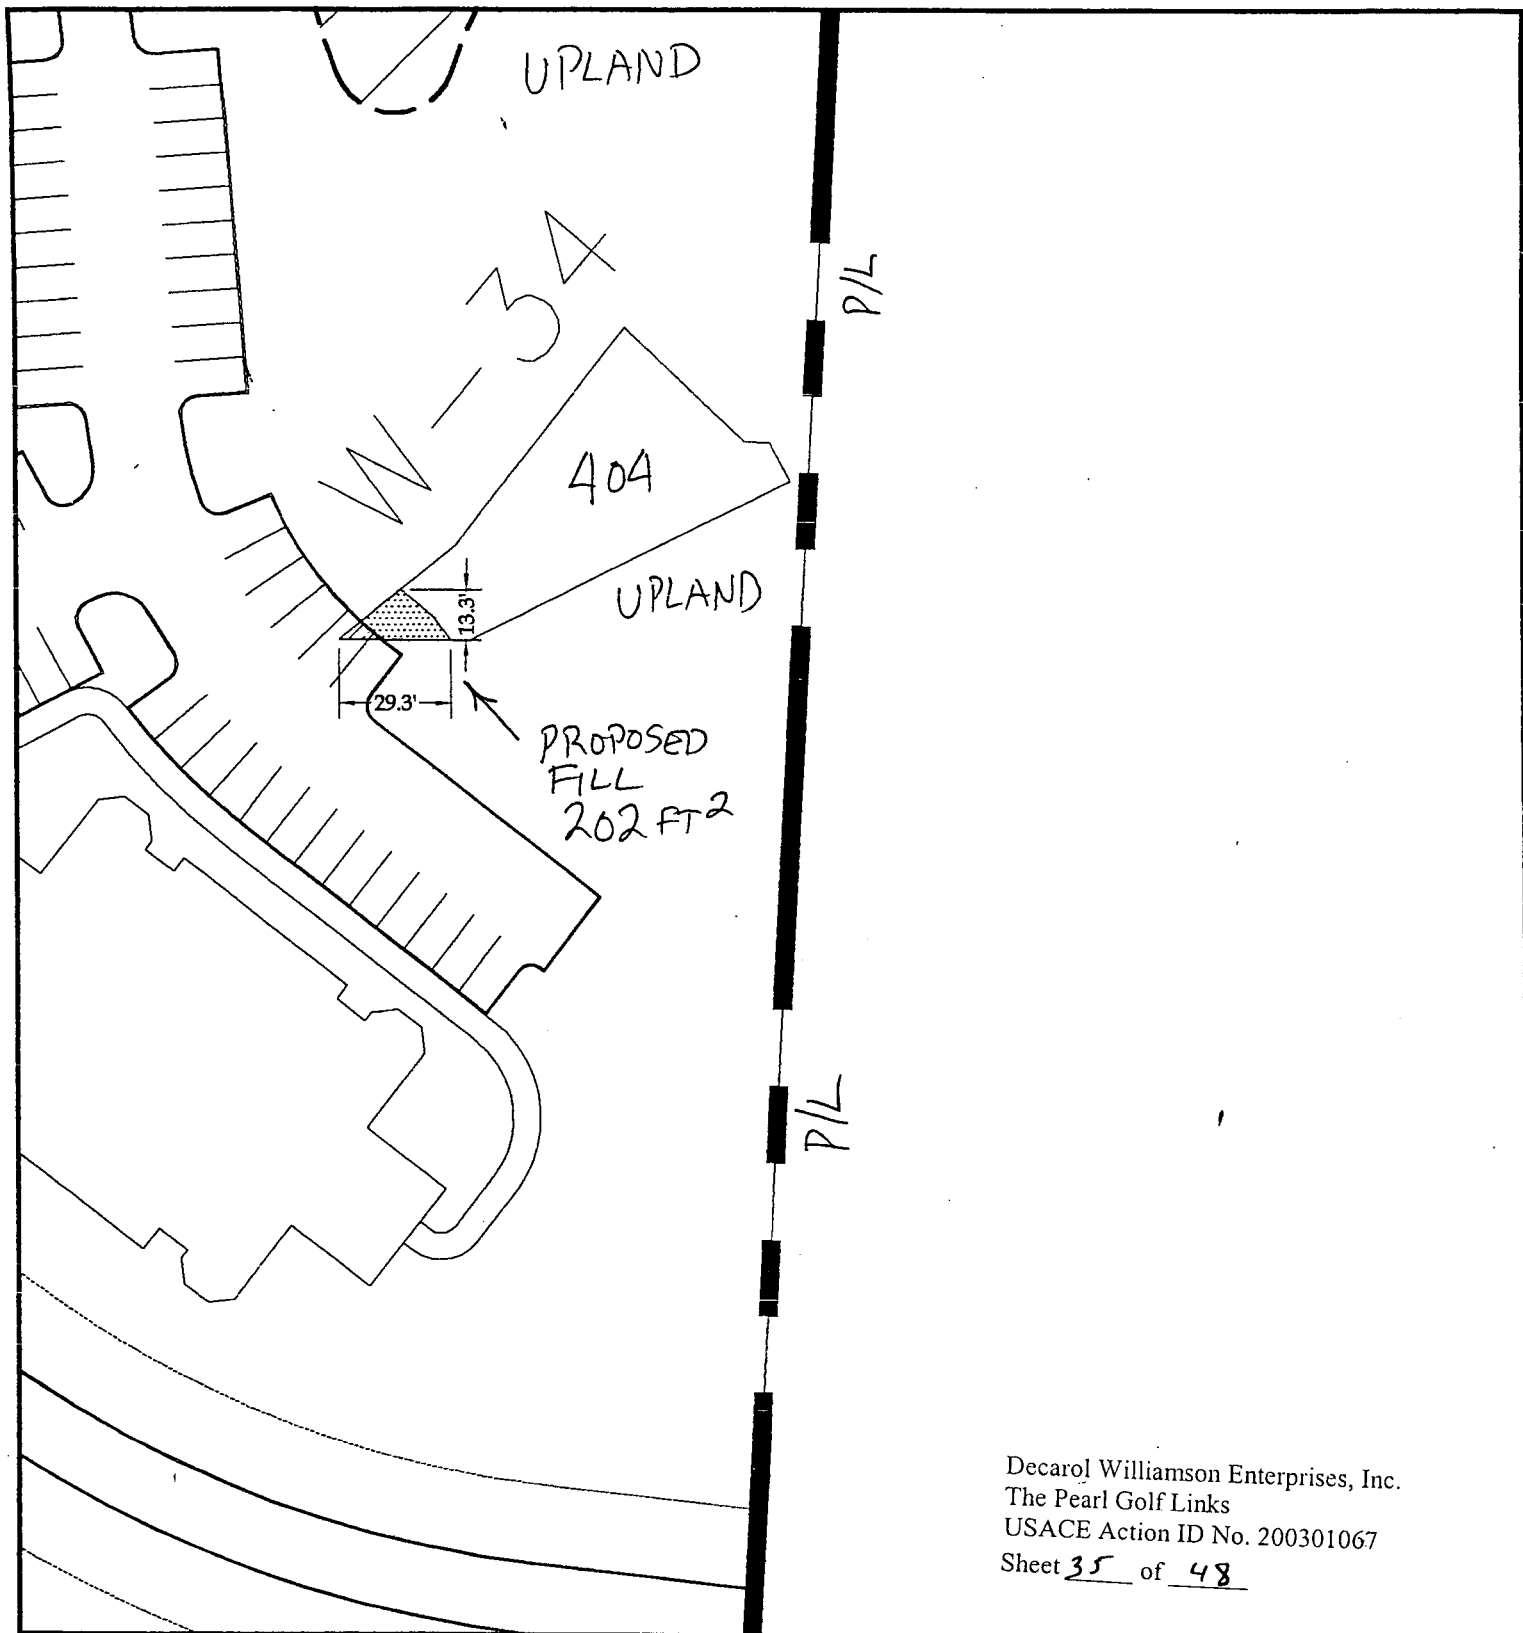 UPLAND
P/L
W-34
404
UPLAND
13.3'
29.3'
PROPOSED
FILL
202 FT2
P/L
Decarol Williamson Enterprises, Inc.
The Pearl Golf Links
USACE Action ID No. 200301067
Sheet 35 of 48